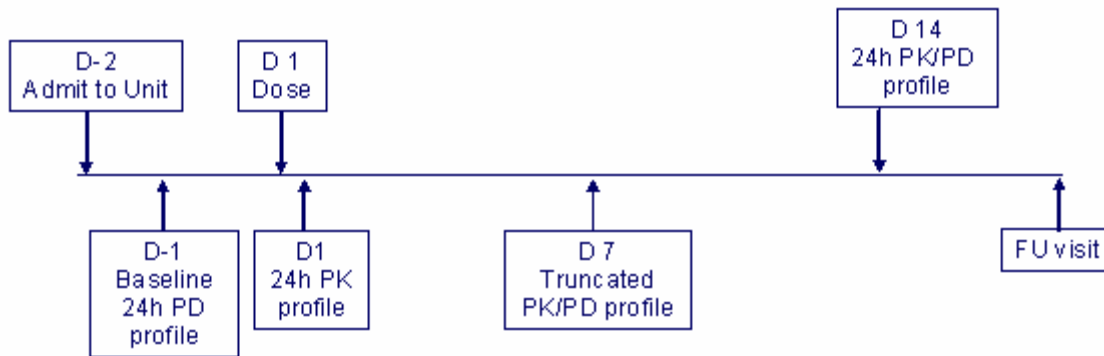 D-2
Admit to Unit
D 1
Dose
D 14
24h PK/PD
profile
D-1
Baseline
24h PD
profile
D1
24h PK
profile
D 7
Truncated
PK/PD profile
FU visit